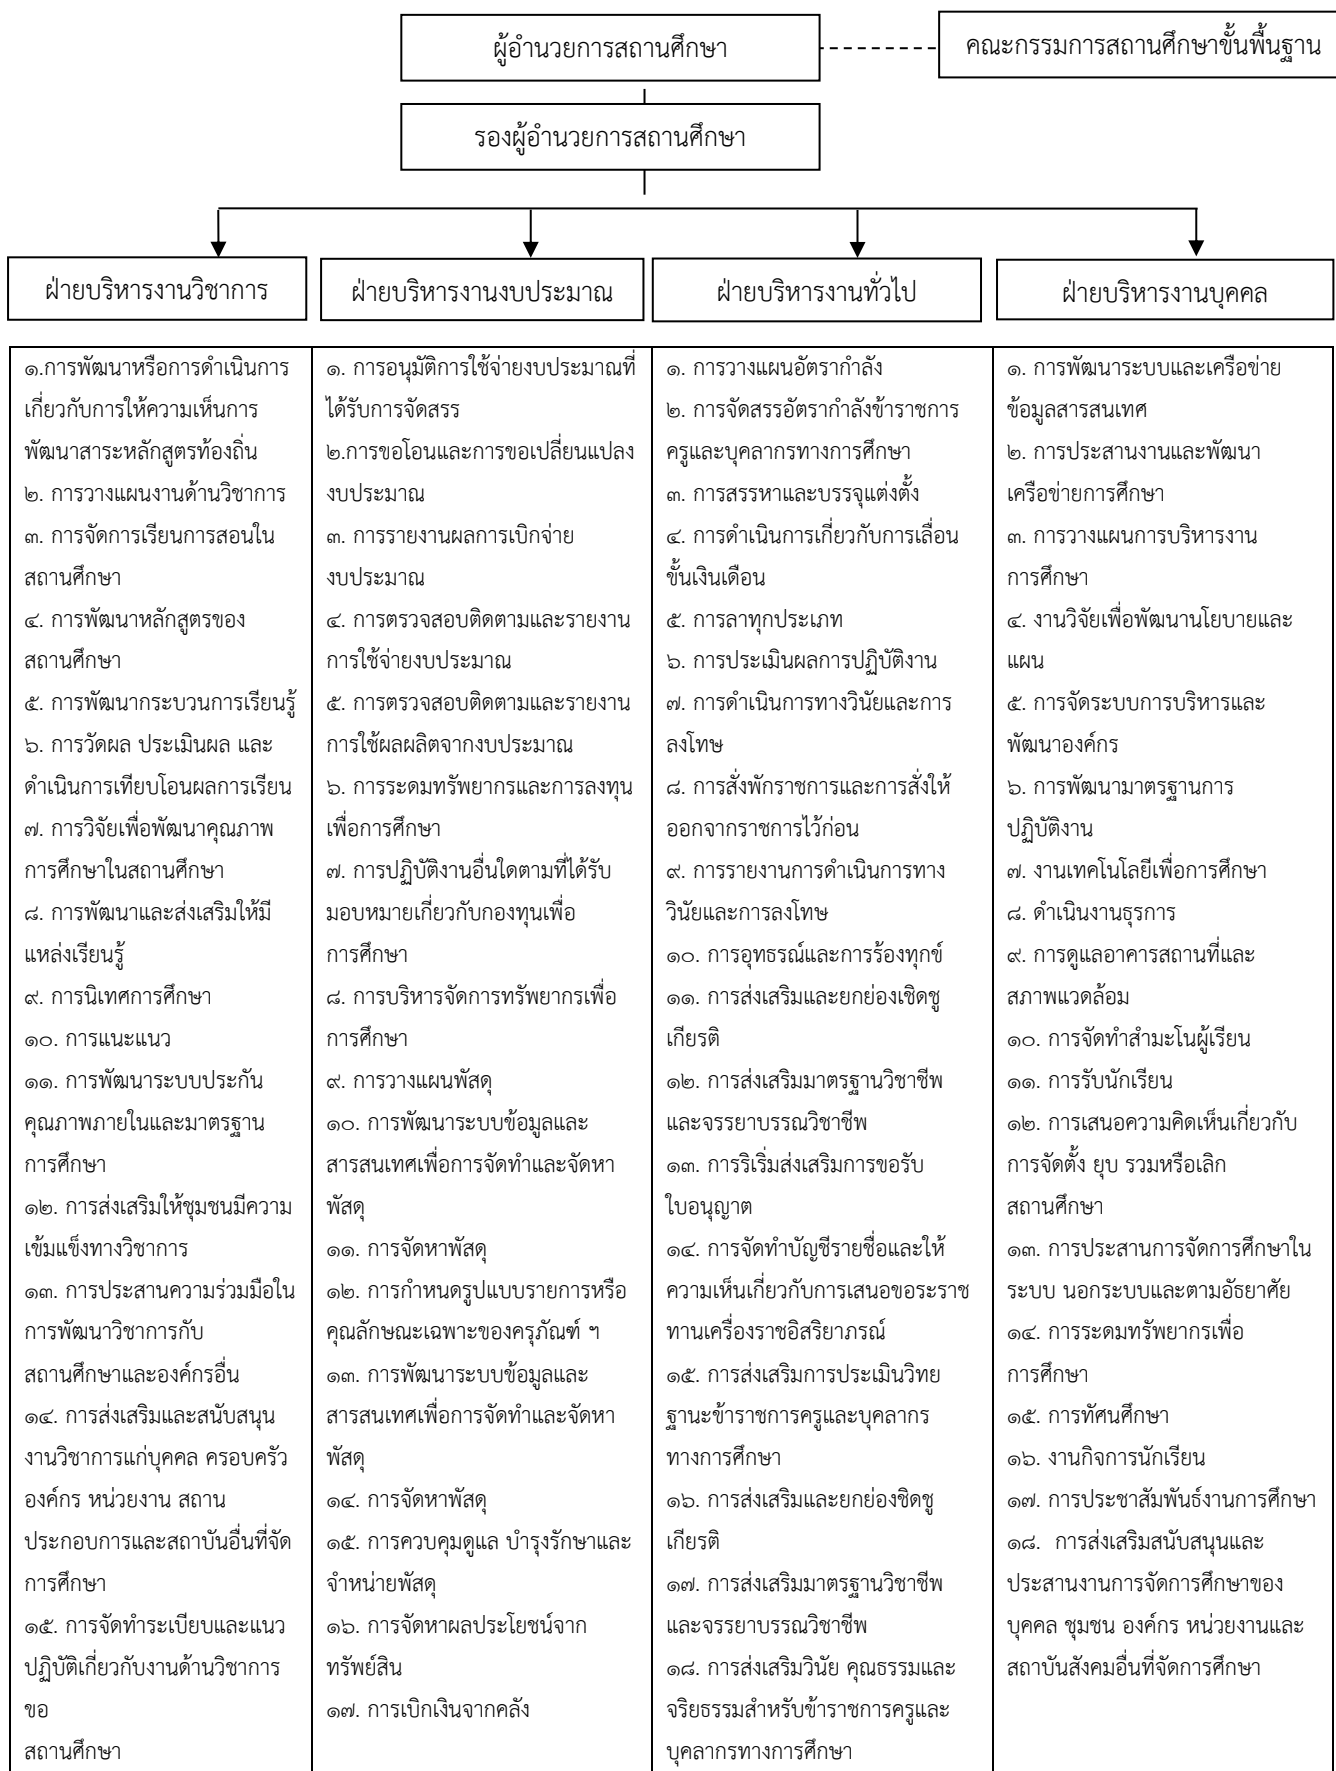 ผู้อำนวยการสถานศึกษา
คณะกรรมการสถานศึกษาขั้นพื้นฐาน
รองผู้อำนวยการสถานศึกษา
ฝ่ายบริหารงานวิชาการ
ฝ่ายบริหารงานงบประมาณ
ฝ่ายบริหารงานทั่วไป
ฝ่ายบริหารงานบุคคล
๑.การพัฒนาหรือการดำเนินการ
เกี่ยวกับการให้ความเห็นการ
พัฒนาสาระหลักสูตรท้องถิ่น
๒. การวางแผนงานด้านวิชาการ
๓. การจัดการเรียนการสอนใน
สถานศึกษา
๔. การพัฒนาหลักสูตรของ
สถานศึกษา
๕. การพัฒนากระบวนการเรียนรู้
๖. การวัดผล ประเมินผล และ
ดำเนินการเทียบโอนผลการเรียน
๗. การวิจัยเพื่อพัฒนาคุณภาพ
การศึกษาในสถานศึกษา
๘. การพัฒนาและส่งเสริมให้มี
แหล่งเรียนรู้
๙. การนิเทศการศึกษา
๑๐. การแนะแนว
๑๑. การพัฒนาระบบประกัน
คุณภาพภายในและมาตรฐาน
การศึกษา
๑๒. การส่งเสริมให้ชุมชนมีความ
เข้มแข็งทางวิชาการ
๑๓. การประสานความร่วมมือใน
การพัฒนาวิชาการกับ
สถานศึกษาและองค์กรอื่น
๑๔. การส่งเสริมและสนับสนุน
งานวิชาการแก่บุคคล ครอบครัว
องค์กร หน่วยงาน สถาน
ประกอบการและสถาบันอื่นที่จัด
การศึกษา
๑๕. การจัดทำระเบียบและแนว
ปฏิบัติเกี่ยวกับงานด้านวิชาการ
ขอ
สถานศึกษา
๑. การอนุมัติการใช้จ่ายงบประมาณที่
ได้รับการจัดสรร
๒.การขอโอนและการขอเปลี่ยนแปลง
งบประมาณ
๓. การรายงานผลการเบิกจ่าย
งบประมาณ
๔. การตรวจสอบติดตามและรายงาน
การใช้จ่ายงบประมาณ
๕. การตรวจสอบติดตามและรายงาน
การใช้ผลผลิตจากงบประมาณ
๖. การระดมทรัพยากรและการลงทุน
เพื่อการศึกษา
๗. การปฏิบัติงานอื่นใดตามที่ได้รับ
มอบหมายเกี่ยวกับกองทุนเพื่อ
การศึกษา
๘. การบริหารจัดการทรัพยากรเพื่อ
การศึกษา
๙. การวางแผนพัสดุ
๑๐. การพัฒนาระบบข้อมูลและ
สารสนเทศเพื่อการจัดทำและจัดหา
พัสดุ
๑๑. การจัดหาพัสดุ
๑๒. การกำหนดรูปแบบรายการหรือ
คุณลักษณะเฉพาะของครุภัณฑ์ ฯ
๑๓. การพัฒนาระบบข้อมูลและ
สารสนเทศเพื่อการจัดทำและจัดหา
พัสดุ
๑๔. การจัดหาพัสดุ
๑๕. การควบคุมดูแล บำรุงรักษาและ
จำหน่ายพัสดุ
๑๖. การจัดหาผลประโยชน์จาก
ทรัพย์สิน
๑๗. การเบิกเงินจากคลัง
๑. การวางแผนอัตรากำลัง
๒. การจัดสรรอัตรากำลังข้าราชการ
ครูและบุคลากรทางการศึกษา
๓. การสรรหาและบรรจุแต่งตั้ง
๔. การดำเนินการเกี่ยวกับการเลื่อน
ขั้นเงินเดือน
๕. การลาทุกประเภท
๖. การประเมินผลการปฏิบัติงาน
๗. การดำเนินการทางวินัยและการ
ลงโทษ
๘. การสั่งพักราชการและการสั่งให้
ออกจากราชการไว้ก่อน
๙. การรายงานการดำเนินการทาง
วินัยและการลงโทษ
๑๐. การอุทธรณ์และการร้องทุกข์
๑๑. การส่งเสริมและยกย่องเชิดชู
เกียรติ
๑๒. การส่งเสริมมาตรฐานวิชาชีพ
และจรรยาบรรณวิชาชีพ
๑๓. การริเริ่มส่งเสริมการขอรับ
ใบอนุญาต
๑๔. การจัดทำบัญชีรายชื่อและให้
ความเห็นเกี่ยวกับการเสนอขอระราช
ทานเครื่องราชอิสริยาภรณ์
๑๕. การส่งเสริมการประเมินวิทย
ฐานะข้าราชการครูและบุคลากร
ทางการศึกษา
๑๖. การส่งเสริมและยกย่องชิดชู
เกียรติ
๑๗. การส่งเสริมมาตรฐานวิชาชีพ
และจรรยาบรรณวิชาชีพ
๑๘. การส่งเสริมวินัย คุณธรรมและ
จริยธรรมสำหรับข้าราชการครูและ
บุคลากรทางการศึกษา
๑. การพัฒนาระบบและเครือข่าย
ข้อมูลสารสนเทศ
๒. การประสานงานและพัฒนา
เครือข่ายการศึกษา
๓. การวางแผนการบริหารงาน
การศึกษา
๔. งานวิจัยเพื่อพัฒนานโยบายและ
แผน
๕. การจัดระบบการบริหารและ
พัฒนาองค์กร
๖. การพัฒนามาตรฐานการ
ปฏิบัติงาน
๗. งานเทคโนโลยีเพื่อการศึกษา
๘. ดำเนินงานธุรการ
๙. การดูแลอาคารสถานที่และ
สภาพแวดล้อม
๑๐. การจัดทำสำมะโนผู้เรียน
๑๑. การรับนักเรียน
๑๒. การเสนอความคิดเห็นเกี่ยวกับ
การจัดตั้ง ยุบ รวมหรือเลิก
สถานศึกษา
๑๓. การประสานการจัดการศึกษาใน
ระบบ นอกระบบและตามอัธยาศัย
๑๔. การระดมทรัพยากรเพื่อ
การศึกษา
๑๕. การทัศนศึกษา
๑๖. งานกิจการนักเรียน
๑๗. การประชาสัมพันธ์งานการศึกษา
๑๘. การส่งเสริมสนับสนุนและ
ประสานงานการจัดการศึกษาของ
บุคคล ชุมชน องค์กร หน่วยงานและ
สถาบันสังคมอื่นที่จัดการศึกษา